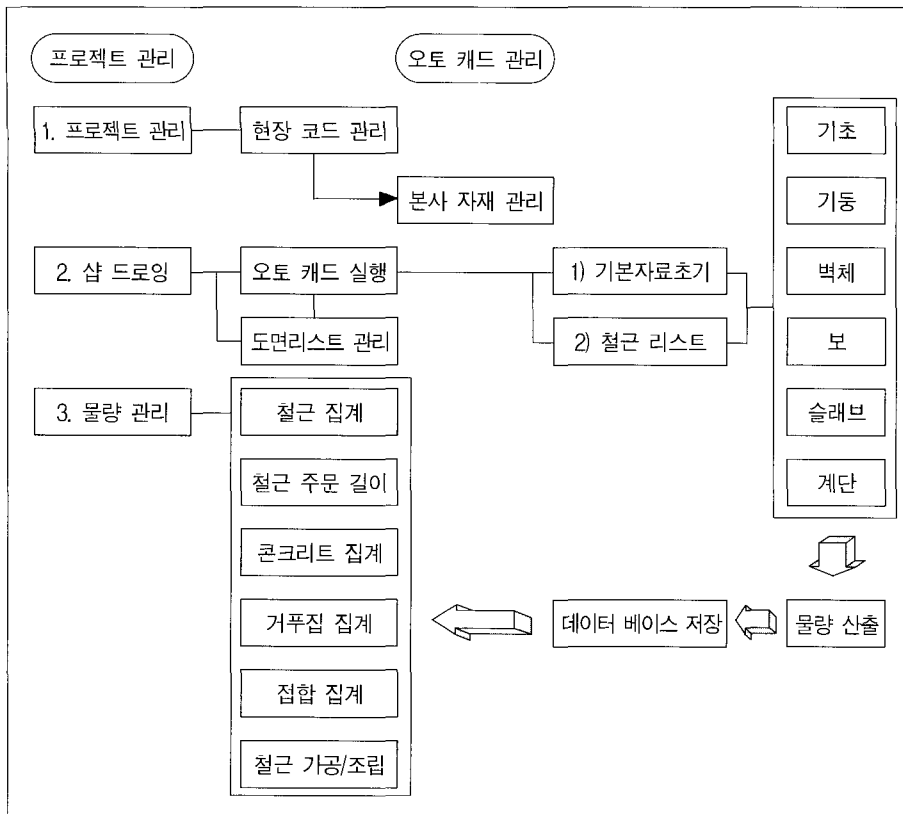 프로젝트 관리
오토 캐드 관리
1. 프로젝트 관리
현장 코드 관리
본사 자재 관리
2. 샵 드로잉
오토 캐드 실행
도면리스트 관리
1) 기본자료초기
2) 철근 리스트
기초
기둥
벽체
보
슬래브
계단
물량 산출
데이터 베이스 저장
3. 물량 관리
철근 집계
철근 주문 길이
콘크리트 집계
거푸집 집계
접합 집계
철근 가공/조립